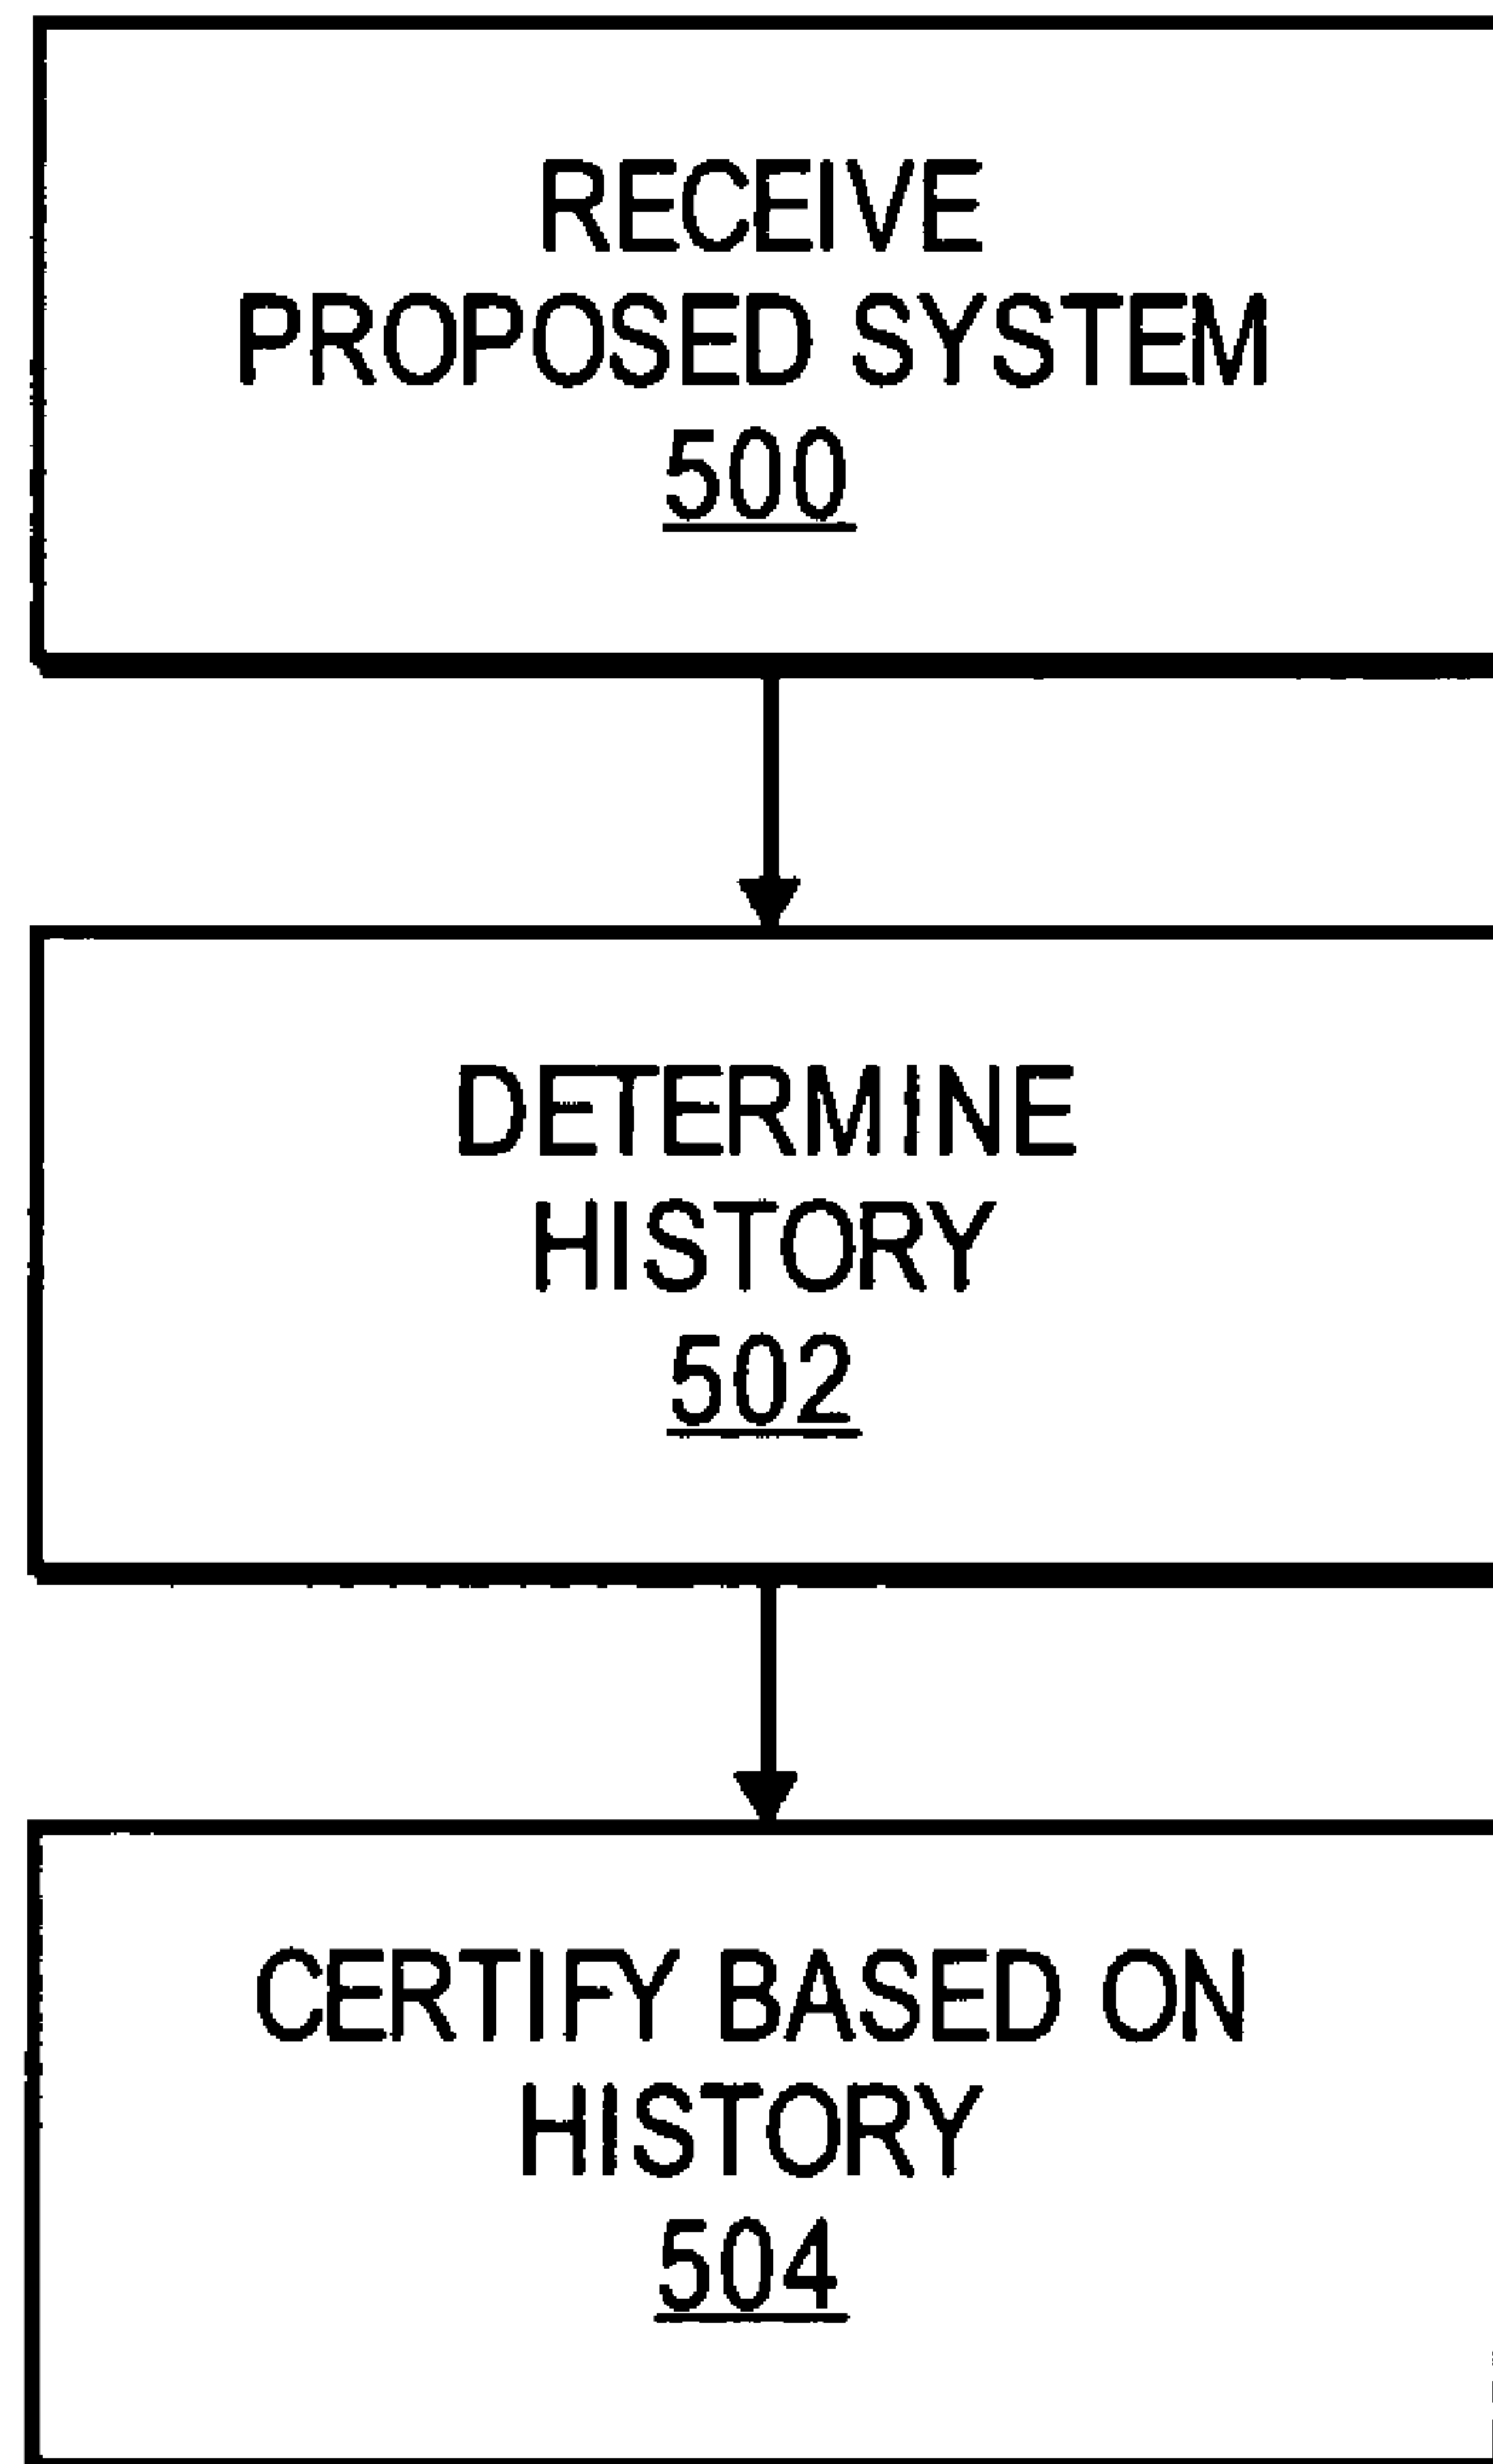 RECEIVE
PROPOSED SYSTEM
500
DETERMINE
HISTORY
502
CERTIFY BASED ON
HISTORY
504